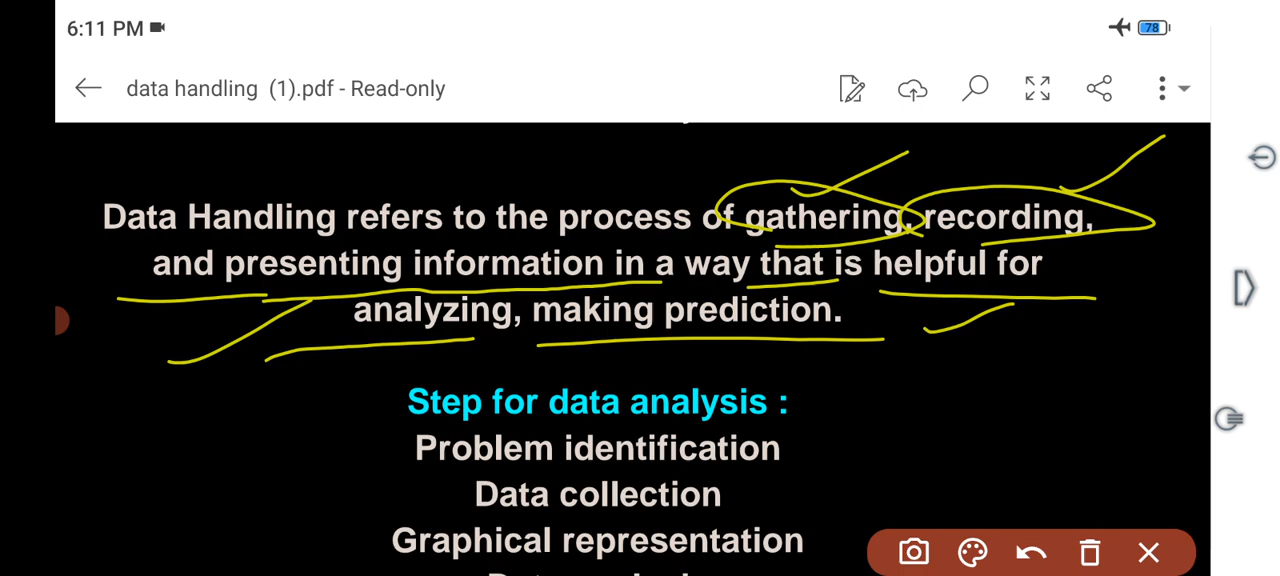 6:11 PM
78
data handling (1).pdf - Read-only
Data Handling refers to the process of gathering, recording,
and presenting information in a way that is helpful for
analyzing, making prediction.
Step for data analysis :
Problem identification
Data collection
Graphical representation